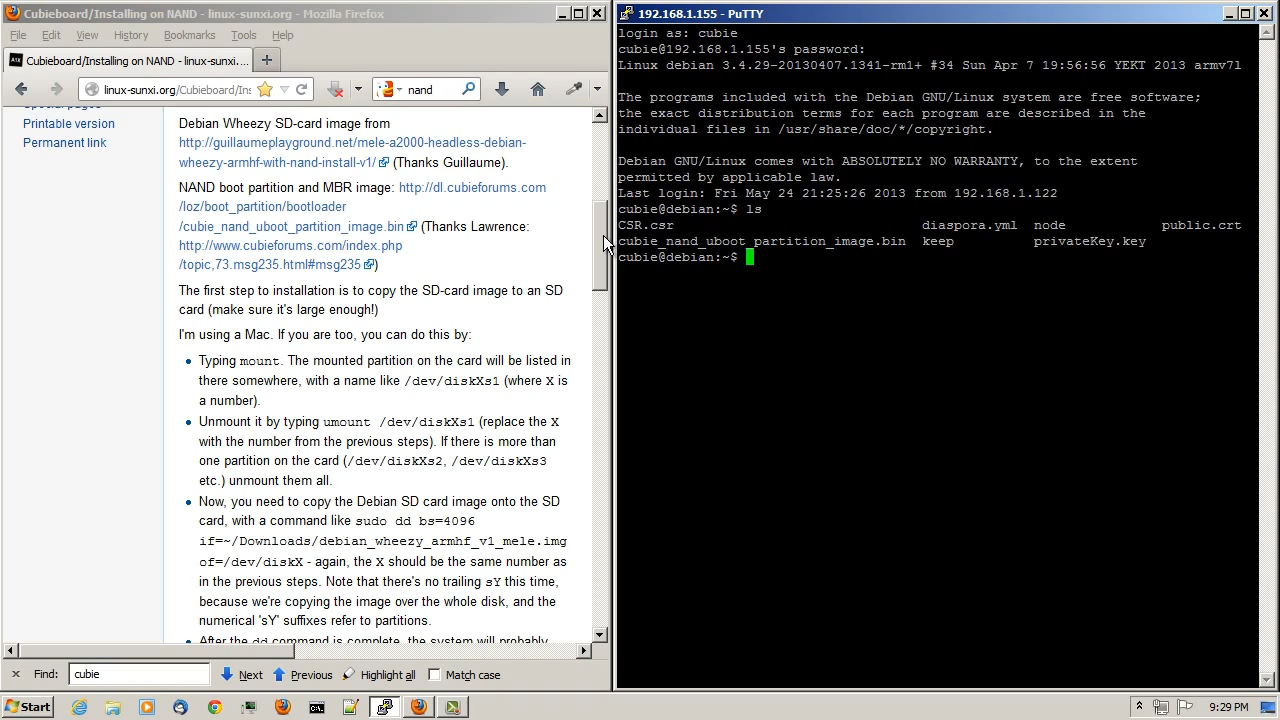 Cubieboard/Installing on NAND - linux-sunxi.org - Mozilla Firefox
File Edit View History Bookmarks Tools Help
Cubieboard/Installing on NAND - linux-sunxi....
linux-sunxi.org/Cubieboard/Ins
nand
Printable version
Permanent link
Debian Wheezy SD-card image from
http://guillaumeplayground.net/mele-a2000-headless-debian-
wheezy-armhf-with-nand-install-v1/ (Thanks Guillaume).
NAND boot partition and MBR image: http://dl.cubieforums.com
/loz/boot_partition/bootloader
/cubie_nand_uboot_partition_image.bin (Thanks Lawrence:
http://www.cubieforums.com/index.php
/topic,73.msg235.html#msg235)
The first step to installation is to copy the SD-card image to an SD
card (make sure it's large enough!)
I'm using a Mac. If you are too, you can do this by:
Typing mount. The mounted partition on the card will be listed in
there somewhere, with a name like /dev/diskXs1 (where X is
a number).
Unmount it by typing umount /dev/diskXs1 (replace the X
with the number from the previous steps). If there is more than
one partition on the card (/dev/diskXs2, /dev/diskXs3
etc.) unmount them all.
Now, you need to copy the Debian SD card image onto the SD
card, with a command like sudo dd bs=4096
if=~/Downloads/debian_wheezy_armhf_v1_mele.img
of=/dev/diskX - again, the X should be the same number as
in the previous steps. Note that there's no trailing sY this time,
because we're copying the image over the whole disk, and the
numerical 'sY' suffixes refer to partitions.
After the dd command is complete, the system will probably
Find: cubie Next Previous Highlight all Match case
192.168.1.155 - PuTTY
login as: cubie
cubie@192.168.1.155's password:
Linux debian 3.4.29-20130407.1341-rm1+ #34 Sun Apr 7 19:56:56 YEKT 2013 armv7l
The programs included with the Debian GNU/Linux system are free software;
the exact distribution terms for each program are described in the
individual files in /usr/share/doc/*/copyright.
Debian GNU/Linux comes with ABSOLUTELY NO WARRANTY, to the extent
permitted by applicable law.
Last login: Fri May 24 21:25:26 2013 from 192.168.1.122
cubie@debian:~$ ls
CSR.csr diaspora.yml node public.crt
cubie_nand_uboot_partition_image.bin keep privateKey.key
cubie@debian:~$
Start 9:29 PM